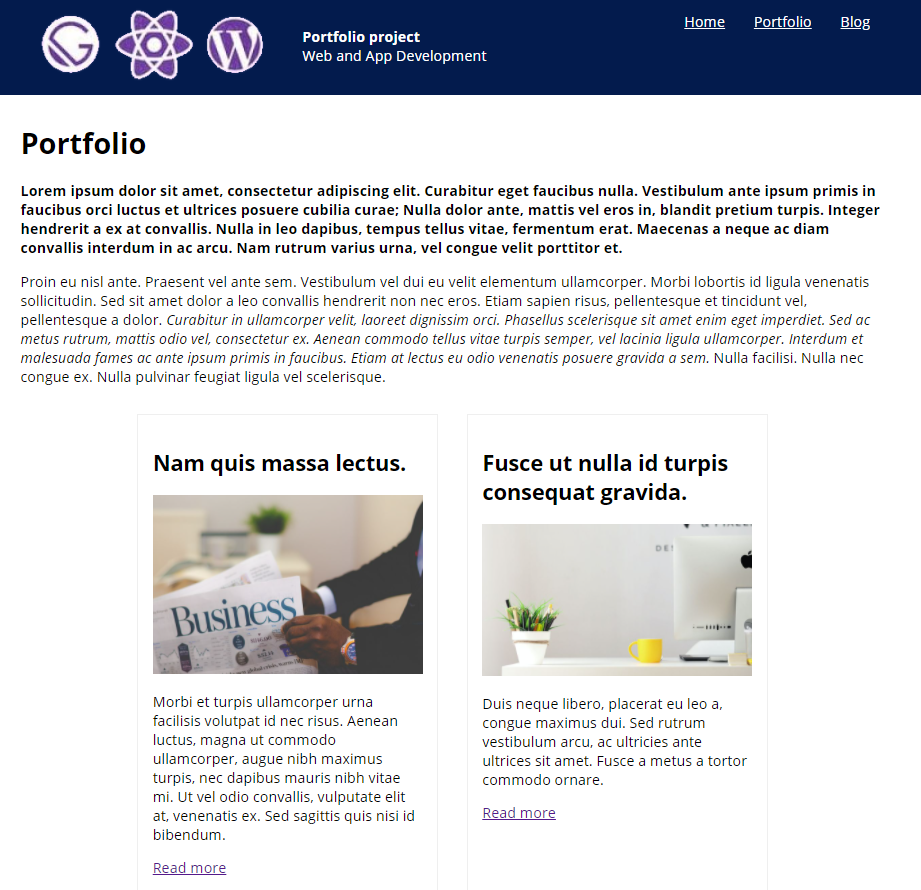 Portfolio project
Web and App Development
Home Portfolio Blog
Portfolio
Lorem ipsum dolor sit amet, consectetur adipiscing elit. Curabitur eget faucibus nulla. Vestibulum ante ipsum primis in
faucibus orci luctus et ultrices posuere cubilia curae; Nulla dolor ante, mattis vel eros in, blandit pretium turpis. Integer
hendrerit a ex at convallis. Nulla in leo dapibus, tempus tellus vitae, fermentum erat. Maecenas a neque ac diam
convallis interdum in ac arcu. Nam rutrum varius urna, vel congue velit porttitor et.
Proin eu nisl ante. Praesent vel ante sem. Vestibulum vel dui eu velit elementum ullamcorper. Morbi lobortis id ligula venenatis
sollicitudin. Sed sit amet dolor a leo convallis hendrerit non nec eros. Etiam sapien risus, pellentesque et tincidunt vel,
pellentesque a dolor. Curabitur in ullamcorper velit, laoreet dignissim orci. Phasellus scelerisque sit amet enim eget imperdiet. Sed ac
metus rutrum, mattis odio vel, consectetur ex. Aenean commodo tellus vitae turpis semper, vel lacinia ligula ullamcorper. Interdum et
malesuada fames ac ante ipsum primis in faucibus. Etiam at lectus eu odio venenatis posuere gravida a sem. Nulla facilisi. Nulla nec
congue ex. Nulla pulvinar feugiat ligula vel scelerisque.
Nam quis massa lectus.
Business
Morbi et turpis ullamcorper urna
facilisis volutpat id nec risus. Aenean
luctus, magna ut commodo
ullamcorper, augue nibh maximus
turpis, nec dapibus mauris nibh vitae
mi. Ut vel odio convallis, vulputate elit
at, venenatis ex. Sed sagittis quis nisi id
bibendum.
Read more
Fusce ut nulla id turpis
consequat gravida.
Duis neque libero, placerat eu leo a,
congue maximus dui. Sed rutrum
vestibulum arcu, ac ultricies ante
ultrices sit amet. Fusce a metus a tortor
commodo ornare.
Read more